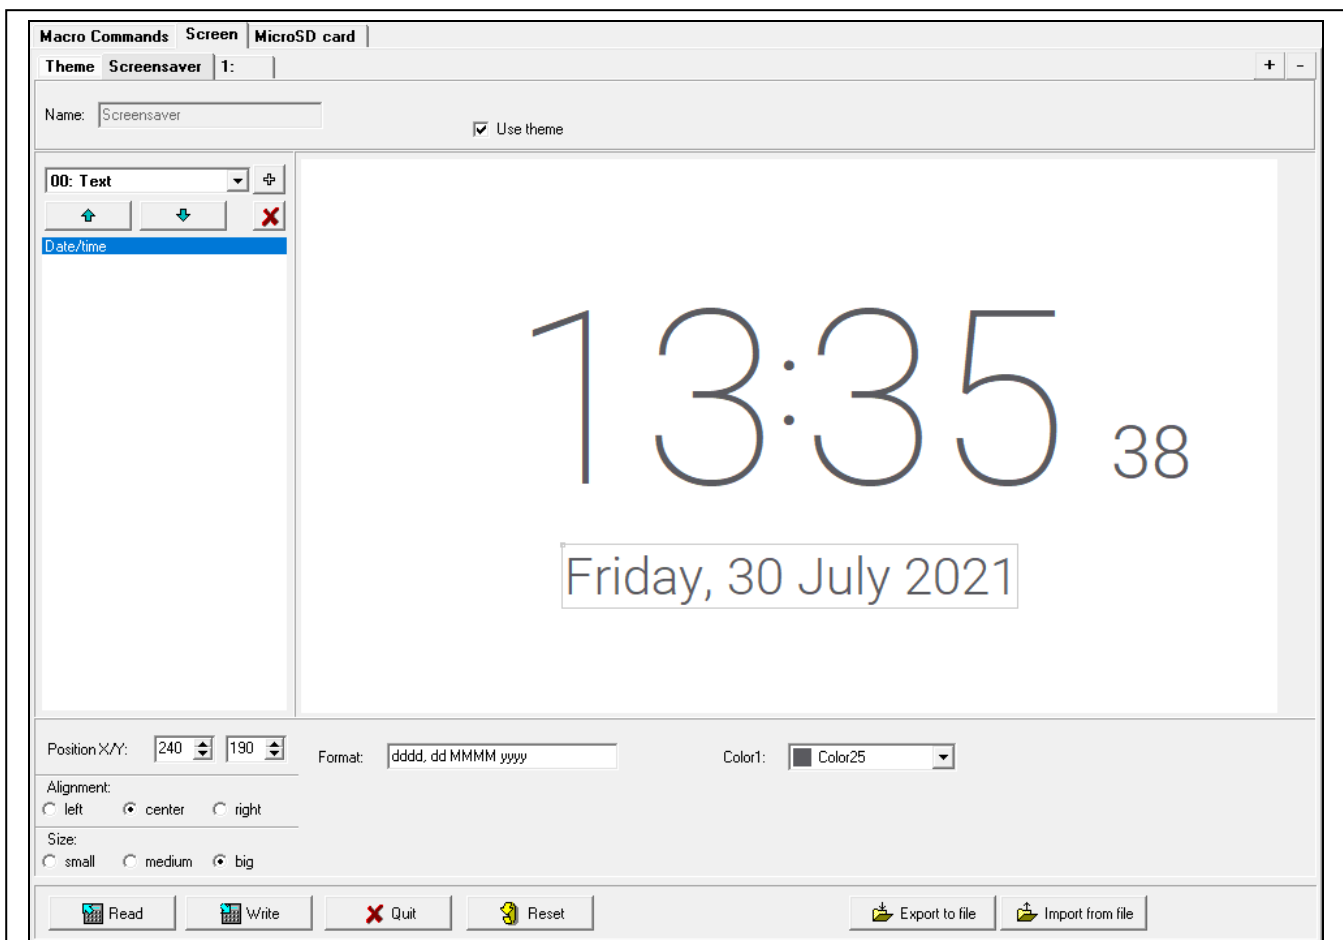 Macro Commands Screen MicroSD card
Theme Screensaver 1: + -
Name: Screensaver
Use theme
00: Text
Date/time
13:35 38
Friday, 30 July 2021
Position X/Y: 240 190
Format: dddd, dd MMMM yyyy
Color1: Color25
Alignment:
left center right
Size:
small medium big
Read Write Quit Reset Export to file Import from file